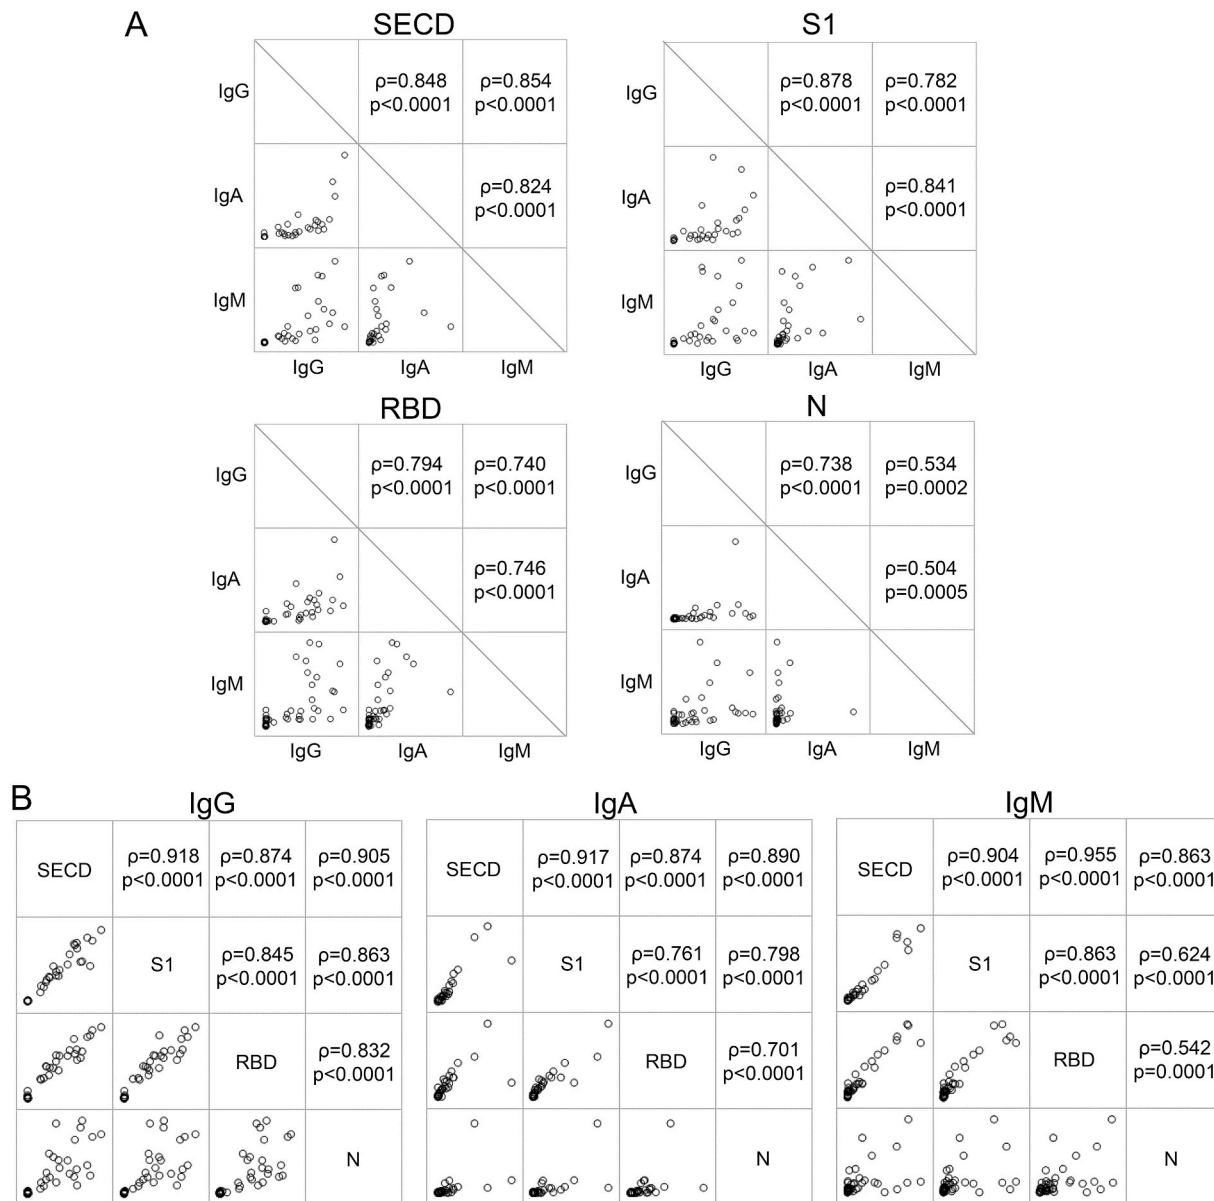 A
SECD
IgG
ρ=0.848
p<0.0001
ρ=0.854
p<0.0001
IgA
ρ=0.824
p<0.0001
IgM
IgG IgA IgM
S1
IgG
ρ=0.878
p<0.0001
ρ=0.782
p<0.0001
IgA
ρ=0.841
p<0.0001
IgM
IgG IgA IgM
RBD
IgG
ρ=0.794
p<0.0001
ρ=0.740
p<0.0001
IgA
ρ=0.746
p<0.0001
IgM
IgG IgA IgM
N
IgG
ρ=0.738
p<0.0001
ρ=0.534
p=0.0002
IgA
ρ=0.504
p=0.0005
IgM
IgG IgA IgM
B
IgG
SECD
ρ=0.918
p<0.0001
ρ=0.874
p<0.0001
ρ=0.905
p<0.0001
S1
ρ=0.845
p<0.0001
ρ=0.863
p<0.0001
RBD
ρ=0.832
p<0.0001
N
IgA
SECD
ρ=0.917
p<0.0001
ρ=0.874
p<0.0001
ρ=0.890
p<0.0001
S1
ρ=0.761
p<0.0001
ρ=0.798
p<0.0001
RBD
ρ=0.701
p<0.0001
N
IgM
SECD
ρ=0.904
p<0.0001
ρ=0.955
p<0.0001
ρ=0.863
p<0.0001
S1
ρ=0.863
p<0.0001
ρ=0.624
p<0.0001
RBD
ρ=0.542
p=0.0001
N